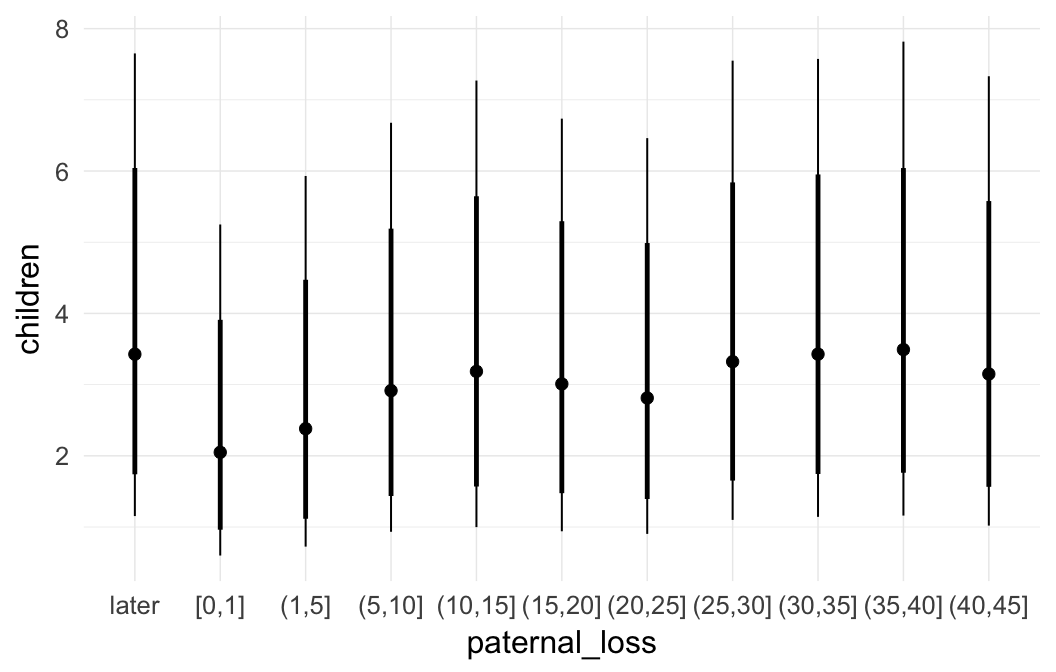 8
6
4
2
children
later [0,1] (1,5] (5,10] (10,15] (15,20] (20,25] (25,30] (30,35] (35,40] (40,45]
paternal_loss